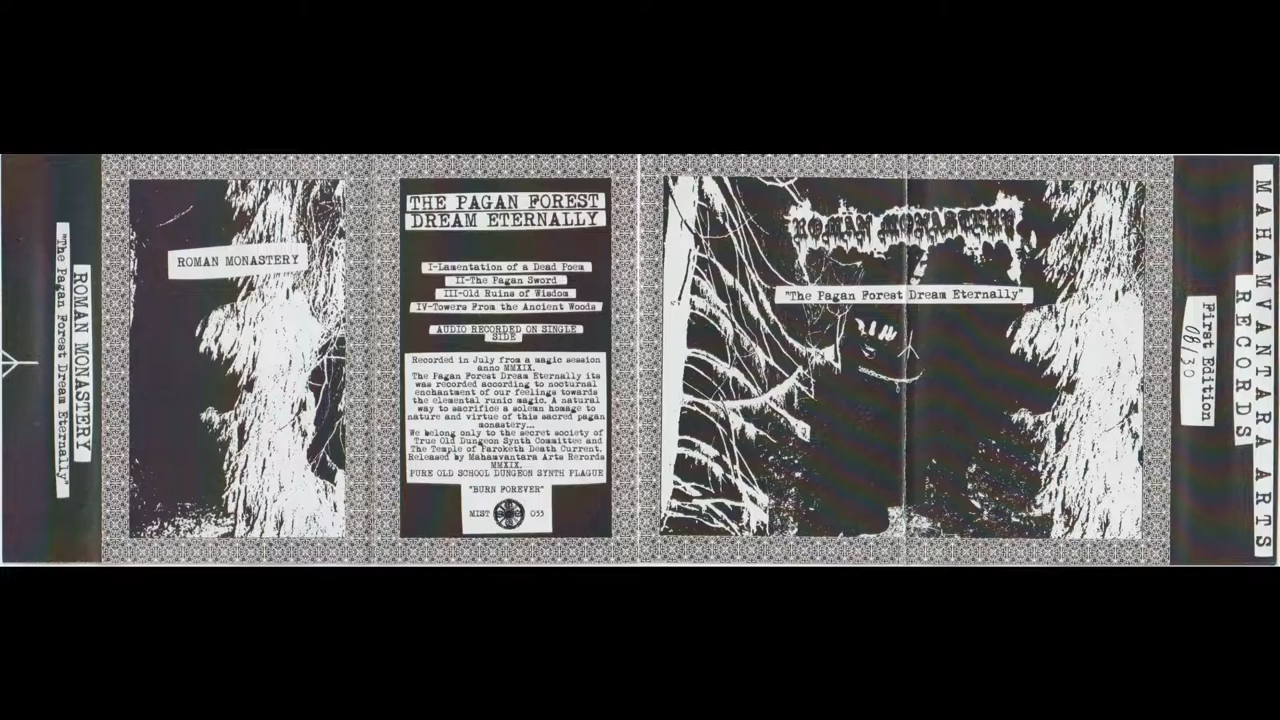 ROMAN MONASTERY
"The Pagan Forest Dream Eternally"
ROMAN MONASTERY
THE PAGAN FOREST
DREAM ETERNALLY
I-Lamentation of a Dead Poem
II-The Pagan Sword
III-Old Ruins of Wisdom
IV-Towers From the Ancient Woods
AUDIO RECORDED ON SINGLE
SIDE
Recorded in July from a magic session
anno MMXIX.
The Pagan Forest Dream Eternally its
was recorded according to nocturnal
enchantment of our feelings towards
the elemental runic magic. A natural
way to sacrifice a solemn homage to
nature and virtue of this sacred pagan
monastery...
We belong only to the secret society of
True Old Dungeon Synth Committee and
The Temple of Paroketh Death Current.
Released by Mahamvantara Arts Rerords
MMXIX.
PURE OLD SCHOOL DUNGEON SYNTH PLAGUE
"BURN FOREVER"
MIST 033
ROMAN MONASTERY
"The Pagan Forest Dream Eternally"
MAHAMVANTARA ARTS
RECORDS
First Edition
08/30